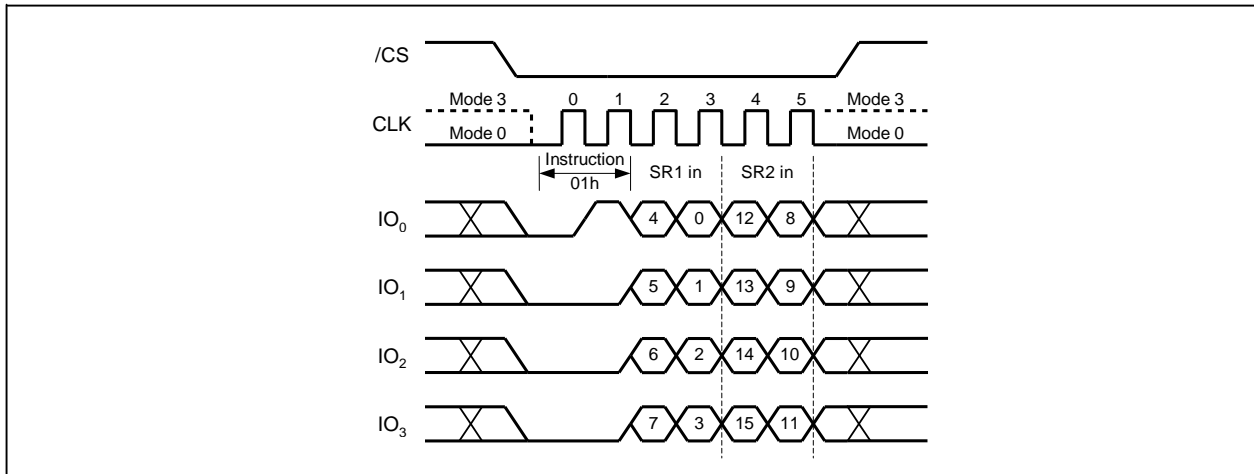 /CS
Mode 3 0 1 2 3 4 5 Mode 3
CLK
Mode 0 Mode 0
Instruction
01h
SR1 in SR2 in
IO0 4 0 12 8
IO1 5 1 13 9
IO2 6 2 14 10
IO3 7 3 15 11